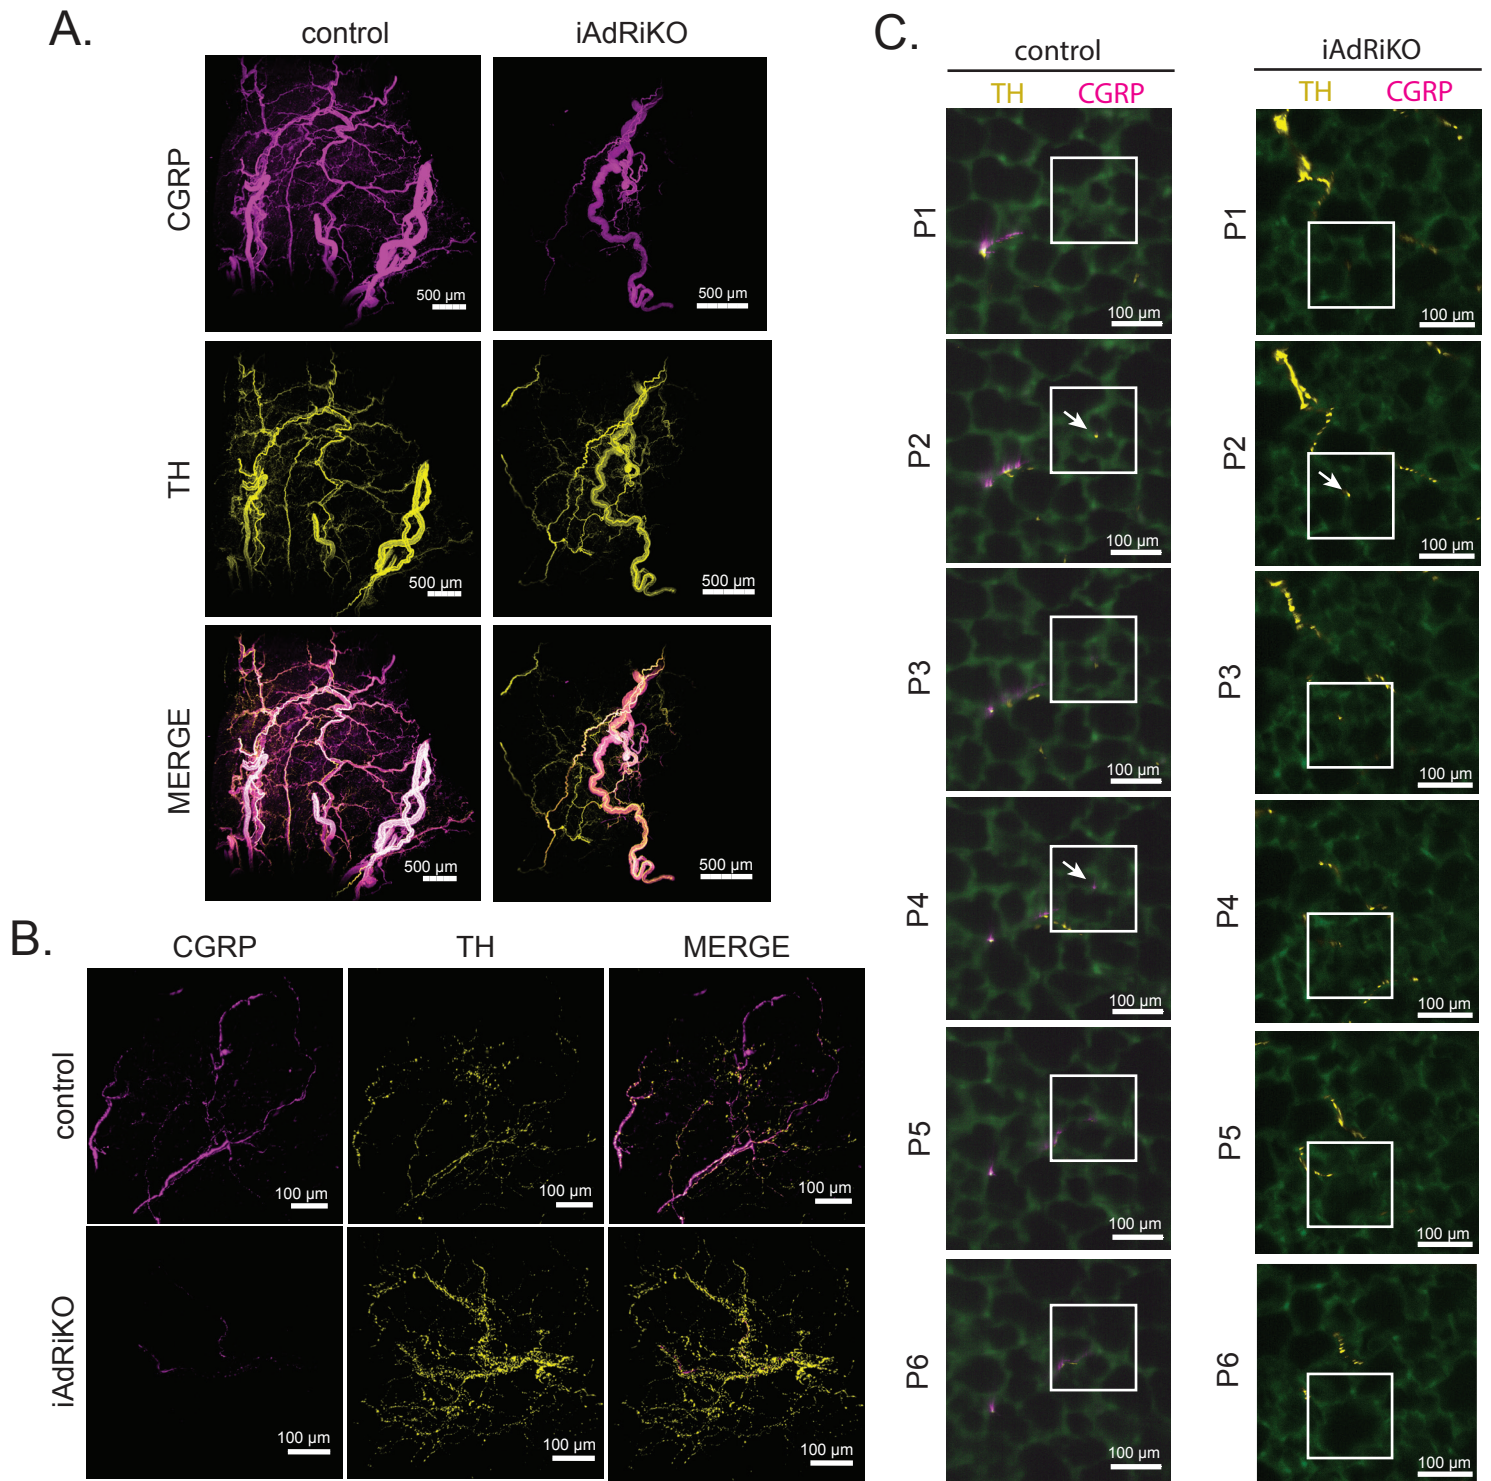 A.
control
iAdRiKO
CGRP
500 µm
500 µm
TH
500 µm
500 µm
MERGE
500 µm
500 µm
B.
CGRP
TH
MERGE
control
100 µm
100 µm
100 µm
iAdRiKO
100 µm
100 µm
100 µm
C.
control
iAdRiKO
TH
CGRP
TH
CGRP
P1
100 µm
P1
100 µm
P2
100 µm
P2
100 µm
P3
100 µm
P3
100 µm
P4
100 µm
P4
100 µm
P5
100 µm
P5
100 µm
P6
100 µm
P6
100 µm